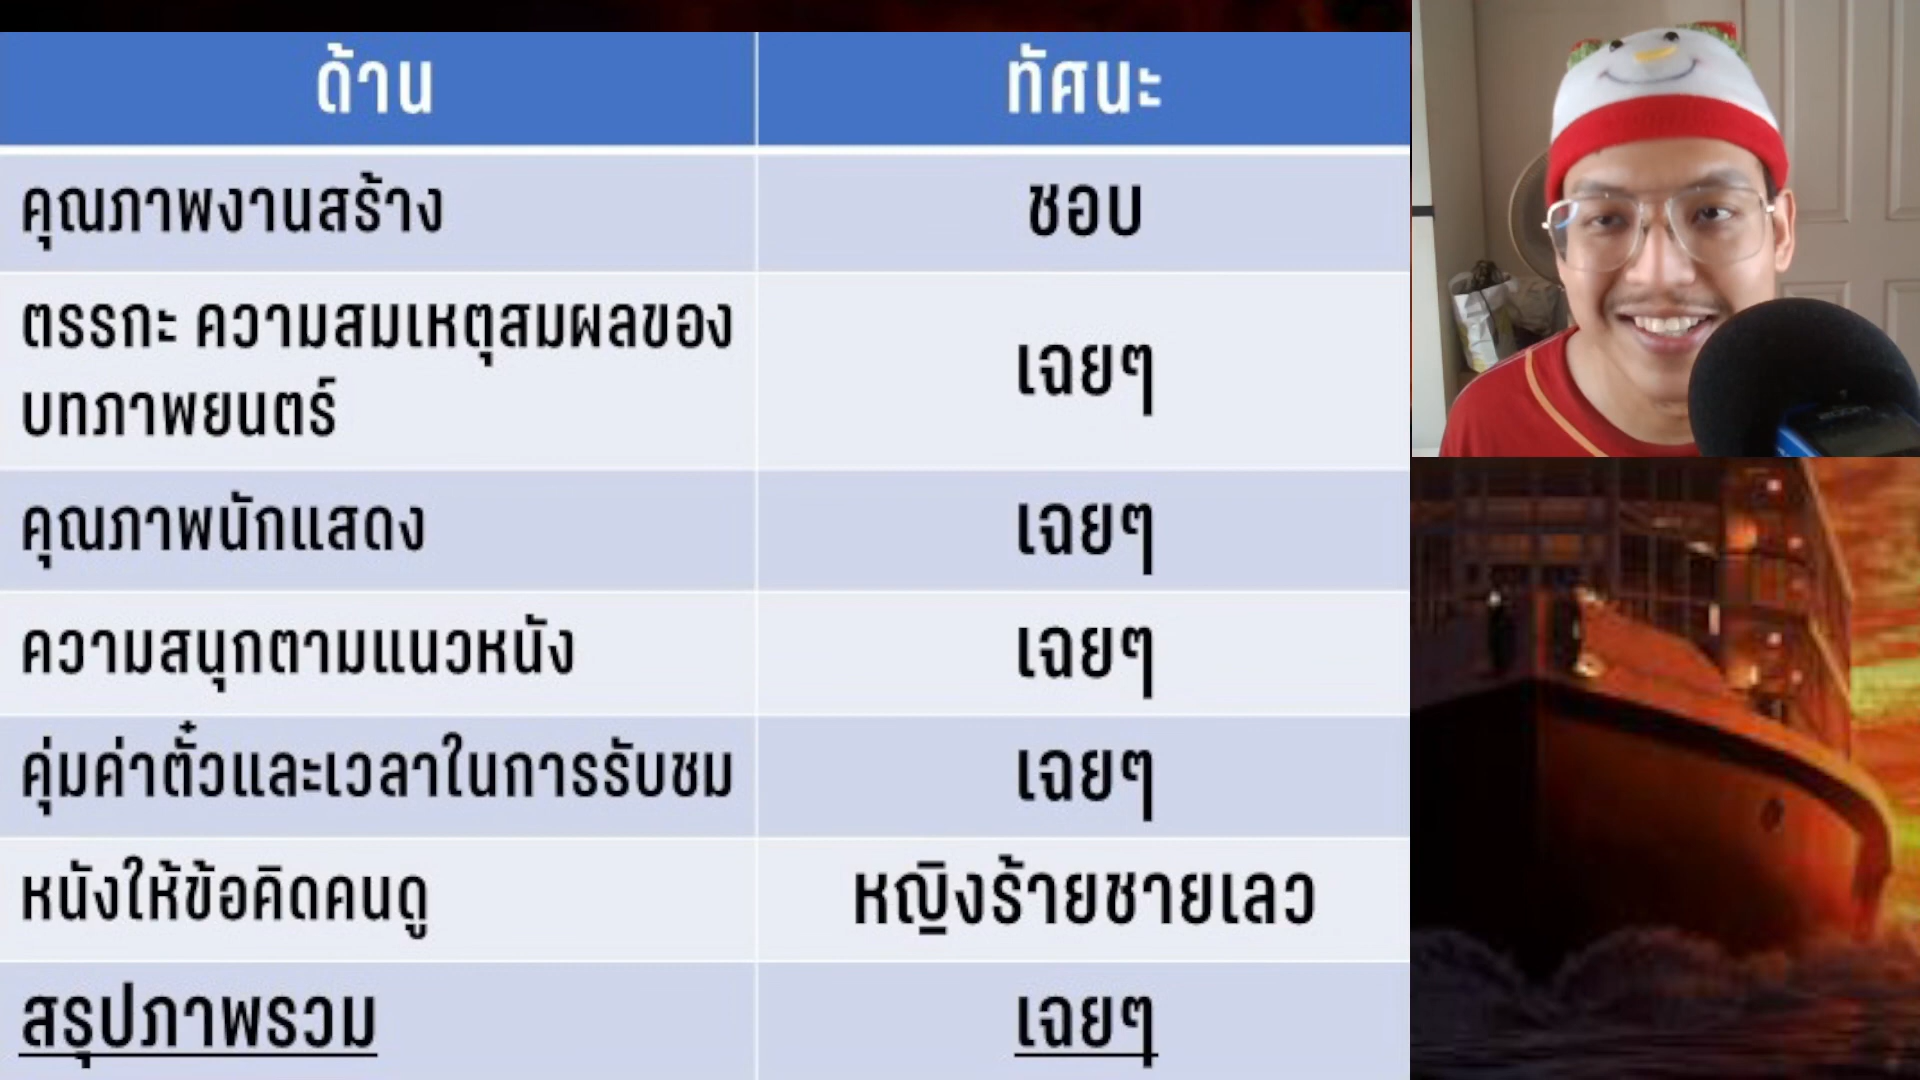 ด้าน ทัศนะ
คุณภาพงานสร้าง ชอบ
ตรรกะ ความสมเหตุสมผลของ
บทภาพยนตร์ เฉยๆ
คุณภาพนักแสดง เฉยๆ
ความสนุกตามแนวหนัง เฉยๆ
คุ่มค่าตั๋วและเวลาในการรับชม เฉยๆ
หนังให้ข้อคิดคนดู หญิงร้ายชายเลว
สรุปภาพรวม เฉยๆ